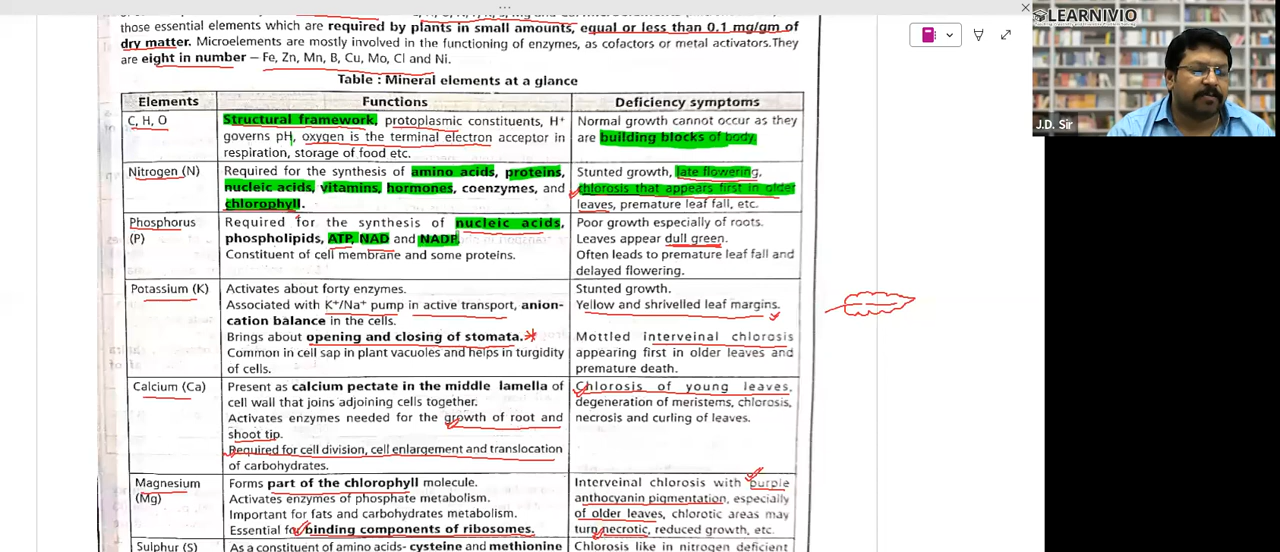 those essential elements which are required by plants in small amounts, equal or less than 0.1 mg/gm of
dry matter. Microelements are mostly involved in the functioning of enzymes, as cofactors or metal activators.They
are eight in number – Fe, Zn, Mn, B, Cu, Mo, Cl and Ni.
Table : Mineral elements at a glance
Elements Functions Deficiency symptoms
C, H, O
Structural framework, protoplasmic constituents, H⁺
governs pH, oxygen is the terminal electron acceptor in
respiration, storage of food etc.
Normal growth cannot occur as they
are building blocks of body.
Nitrogen (N)
Required for the synthesis of amino acids, proteins,
nucleic acids, vitamins, hormones, coenzymes, and
chlorophyll.
Stunted growth, late flowering,
chlorosis that appears first in older
leaves, premature leaf fall, etc.
Phosphorus
(P)
Required for the synthesis of nucleic acids,
phospholipids, ATP, NAD and NADP.
Constituent of cell membrane and some proteins.
Poor growth especially of roots.
Leaves appear dull green.
Often leads to premature leaf fall and
delayed flowering.
Potassium (K)
Activates about forty enzymes.
Associated with K⁺/Na⁺ pump in active transport, anion-
cation balance in the cells.
Brings about opening and closing of stomata.
Common in cell sap in plant vacuoles and helps in turgidity
of cells.
Stunted growth.
Yellow and shrivelled leaf margins.
Mottled interveinal chlorosis
appearing first in older leaves and
premature death.
Calcium (Ca)
Present as calcium pectate in the middle lamella of
cell wall that joins adjoining cells together.
Activates enzymes needed for the growth of root and
shoot tip.
Required for cell division, cell enlargement and translocation
of carbohydrates.
Chlorosis of young leaves,
degeneration of meristems, chlorosis,
necrosis and curling of leaves.
Magnesium
(Mg)
Forms part of the chlorophyll molecule.
Activates enzymes of phosphate metabolism.
Important for fats and carbohydrates metabolism.
Essential for binding components of ribosomes.
Interveinal chlorosis with purple
anthocyanin pigmentation, especially
of older leaves, chlorotic areas may
turn necrotic, reduced growth, etc.
Sulphur (S)
As a constituent of amino acids- cysteine and methionine
Chlorosis like in nitrogen deficient
LEARNIVIO
J.D. Sir